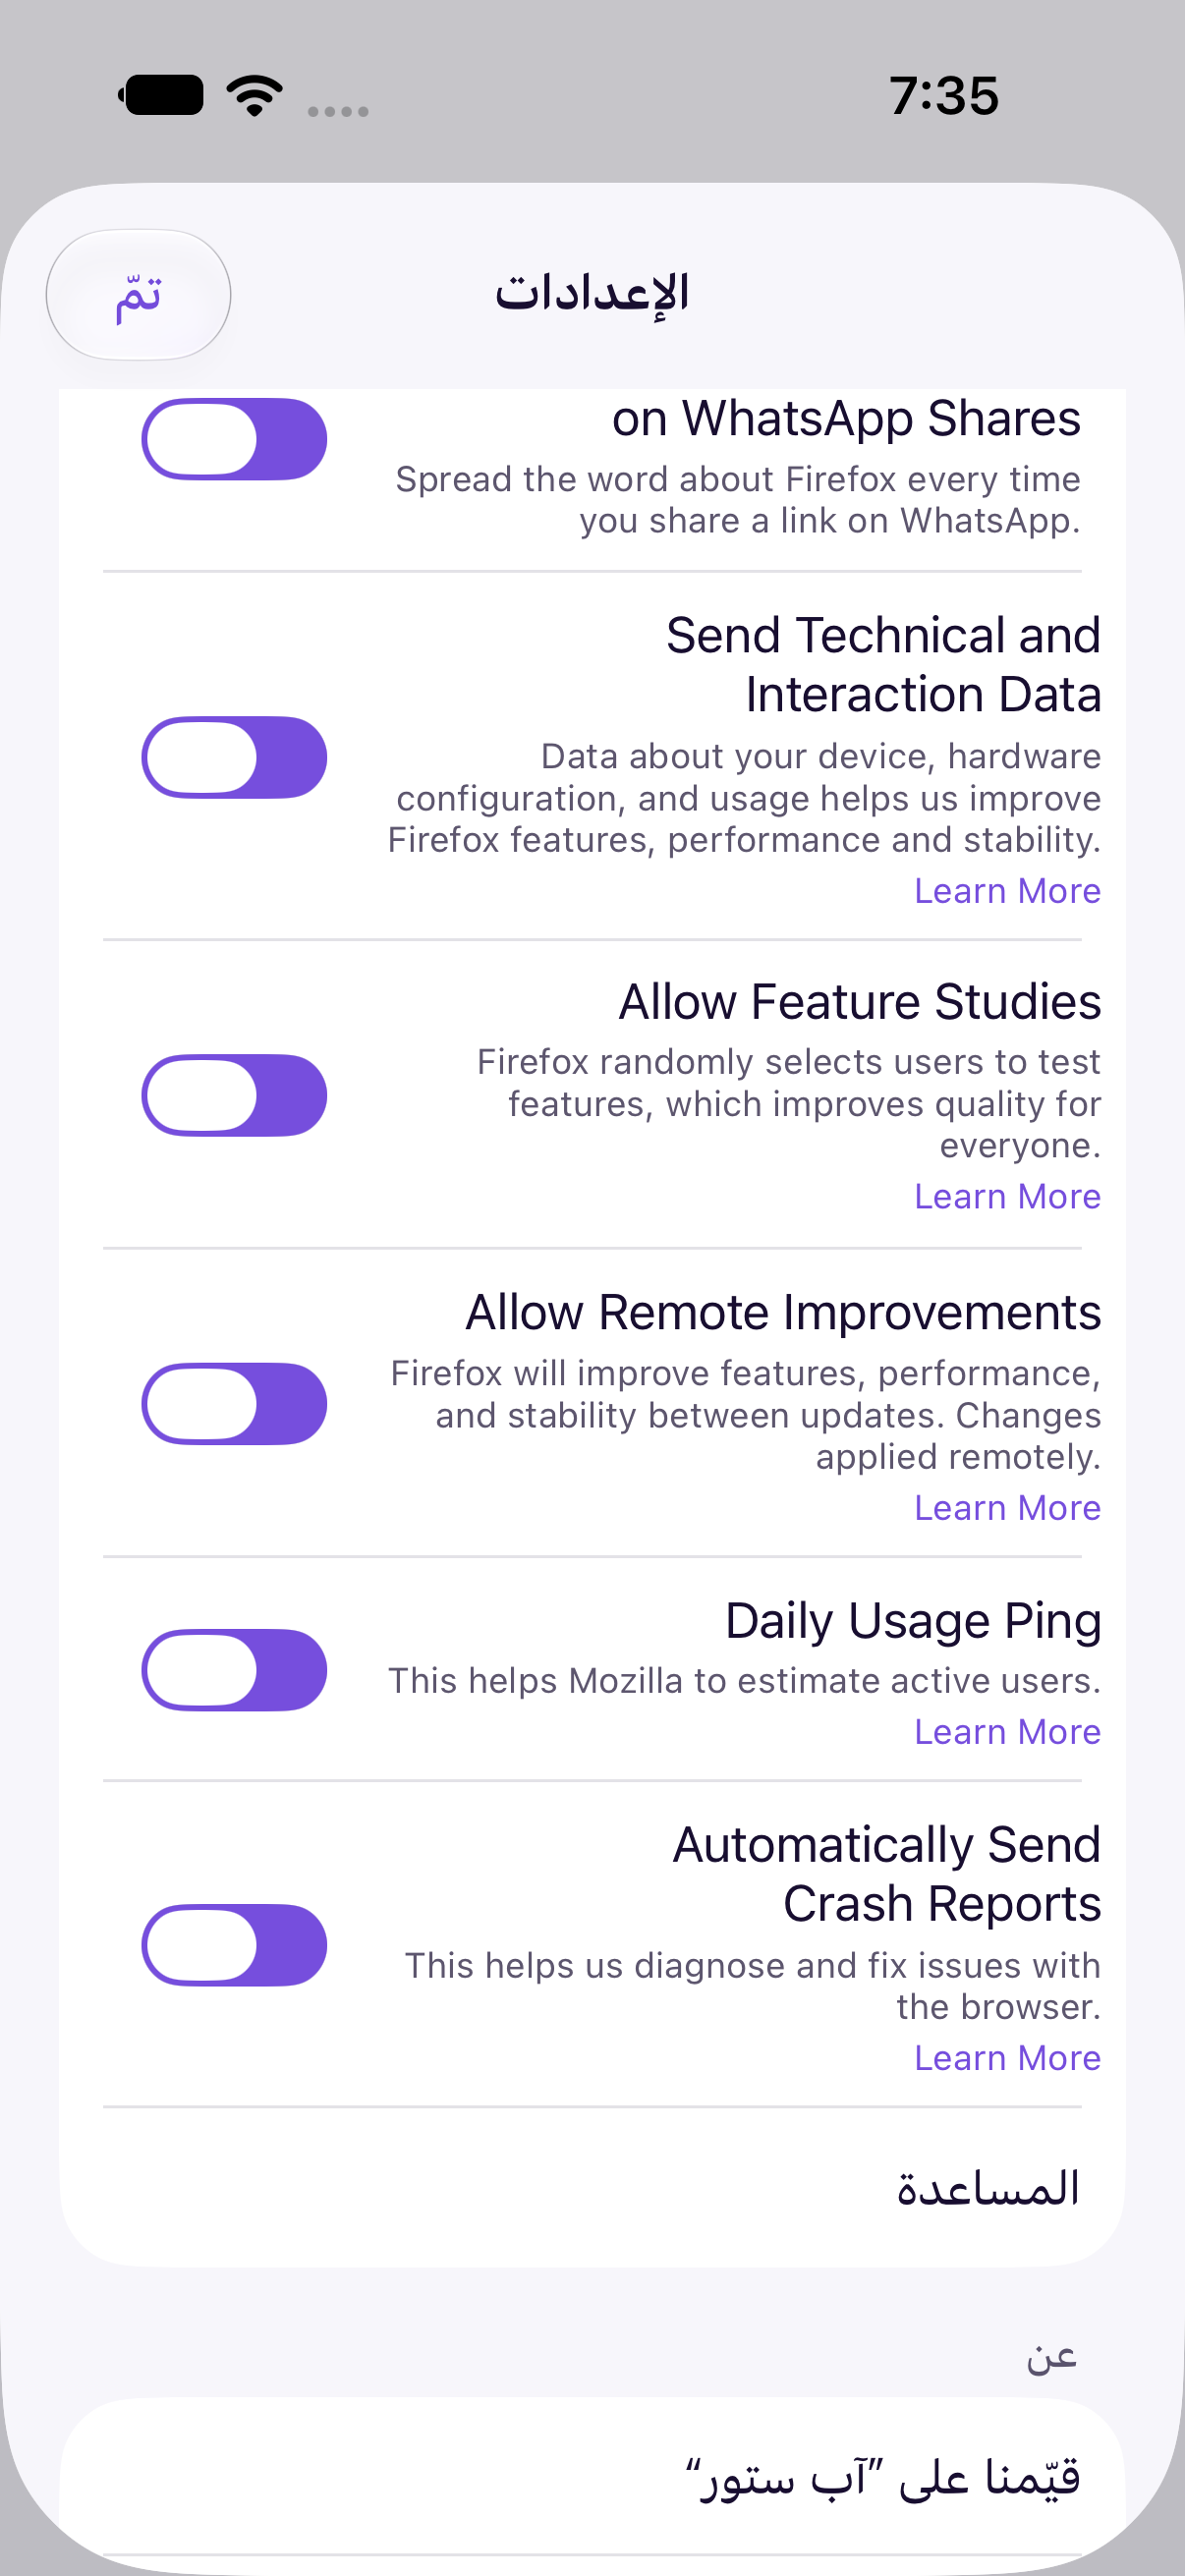 7:35
الإعدادات
تمّ
on WhatsApp Shares
Spread the word about Firefox every time
you share a link on WhatsApp.
Send Technical and
Interaction Data
Data about your device, hardware
configuration, and usage helps us improve
Firefox features, performance and stability.
Learn More
Allow Feature Studies
Firefox randomly selects users to test
features, which improves quality for
everyone.
Learn More
Allow Remote Improvements
Firefox will improve features, performance,
and stability between updates. Changes
applied remotely.
Learn More
Daily Usage Ping
This helps Mozilla to estimate active users.
Learn More
Automatically Send
Crash Reports
This helps us diagnose and fix issues with
the browser.
Learn More
المساعدة
عن
قيّمنا على ”آب ستور“